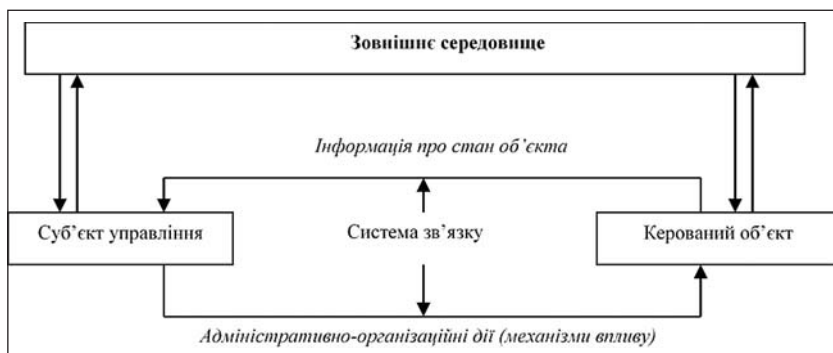 Зовнішнє середовище
Інформація про стан об’єкта
Суб’єкт управління
Система зв’язку
Керований об’єкт
Адміністративно-організаційні дії (механізми впливу)